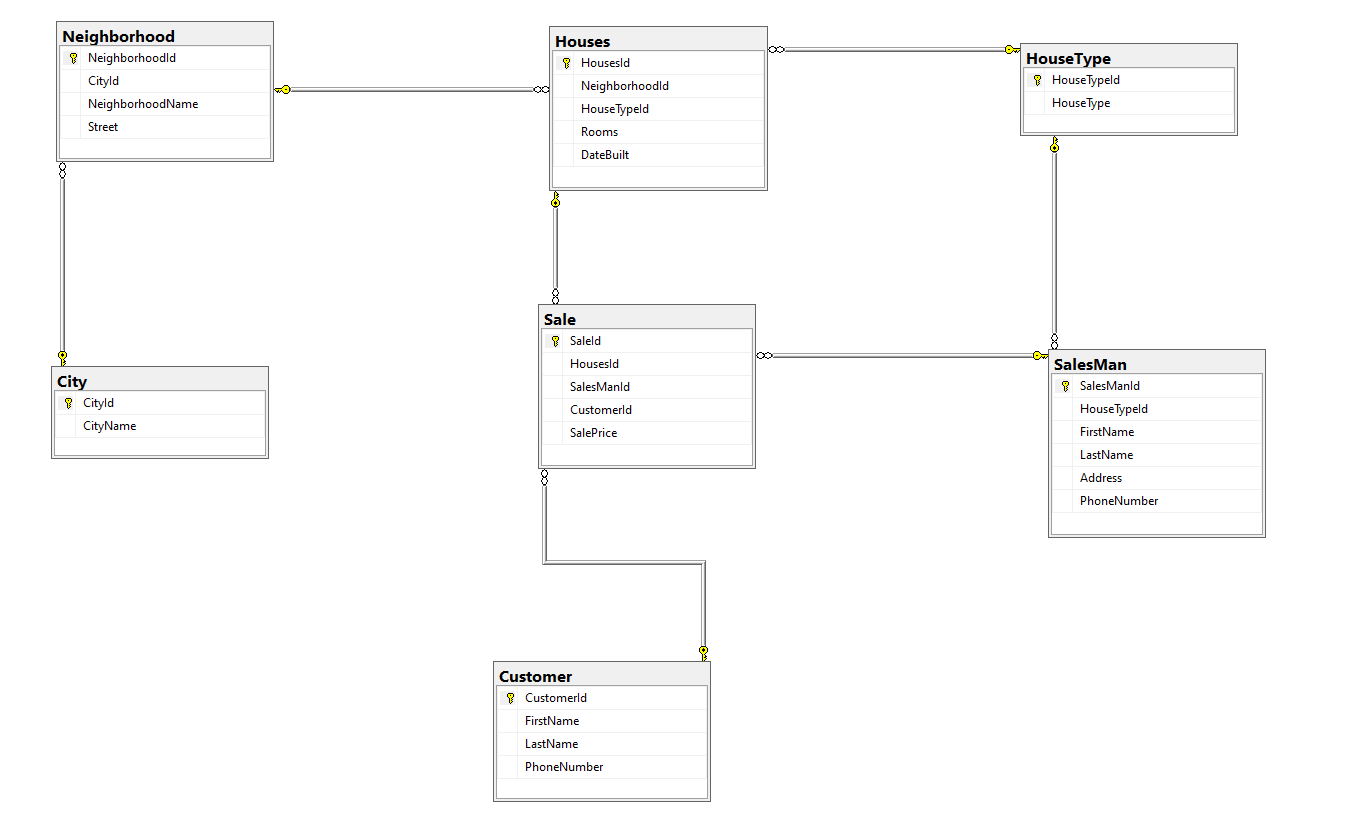 Neighborhood
NeighborhoodId
CityId
NeighborhoodName
Street
Houses
HousesId
NeighborhoodId
HouseTypeId
Rooms
DateBuilt
HouseType
HouseTypeId
HouseType
City
CityId
CityName
Sale
SaleId
HousesId
SalesManId
CustomerId
SalePrice
SalesMan
SalesManId
HouseTypeId
FirstName
LastName
Address
PhoneNumber
Customer
CustomerId
FirstName
LastName
PhoneNumber